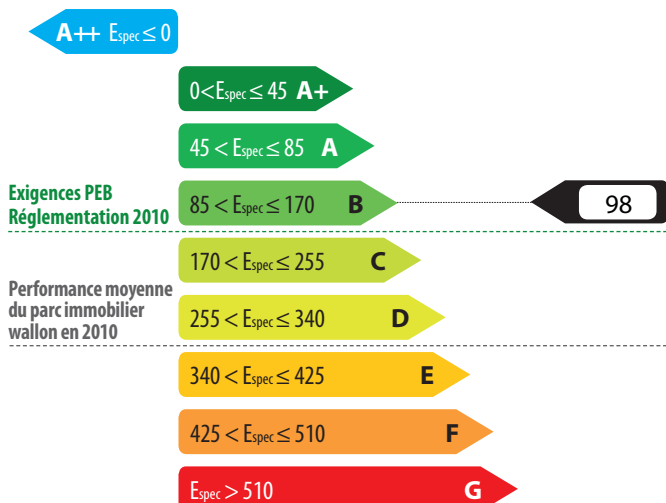 A++ Espec ≤ 0
0<Espec ≤ 45 A+
45 < Espec ≤ 85 A
Exigences PEB
Réglementation 2010
85 < Espec ≤ 170 B
98
170 < Espec ≤ 255 C
Performance moyenne
du parc immobilier
wallon en 2010
255 < Espec ≤ 340 D
340 < Espec ≤ 425 E
425 < Espec ≤ 510 F
Espec > 510 G